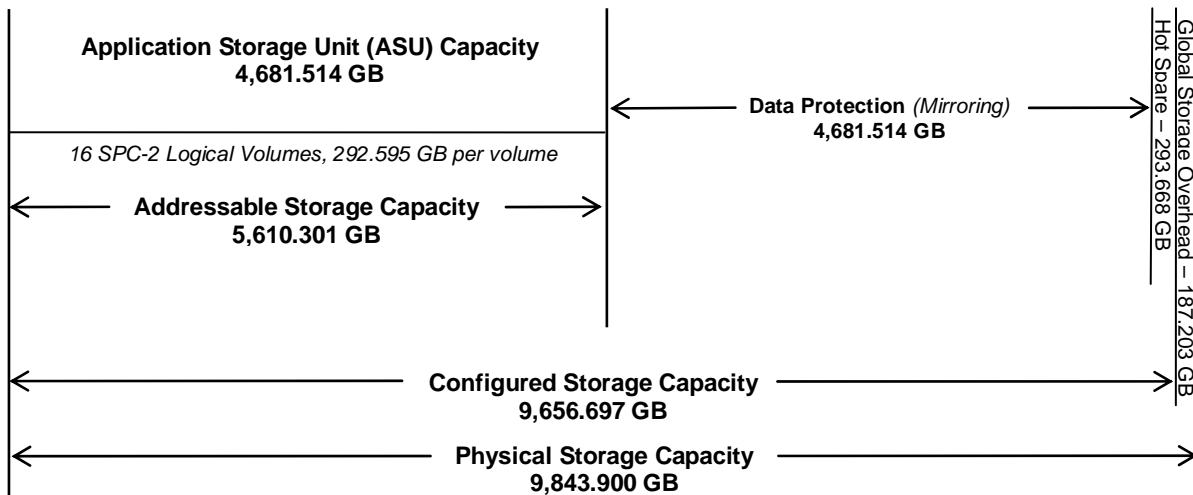 Application Storage Unit (ASU) Capacity
4,681.514 GB
Data Protection (Mirroring)
4,681.514 GB
Hot Spare – 293.668 GB
Global Storage Overhead – 187.203 GB
16 SPC-2 Logical Volumes, 292.595 GB per volume
Addressable Storage Capacity
5,610.301 GB
Configured Storage Capacity
9,656.697 GB
Physical Storage Capacity
9,843.900 GB